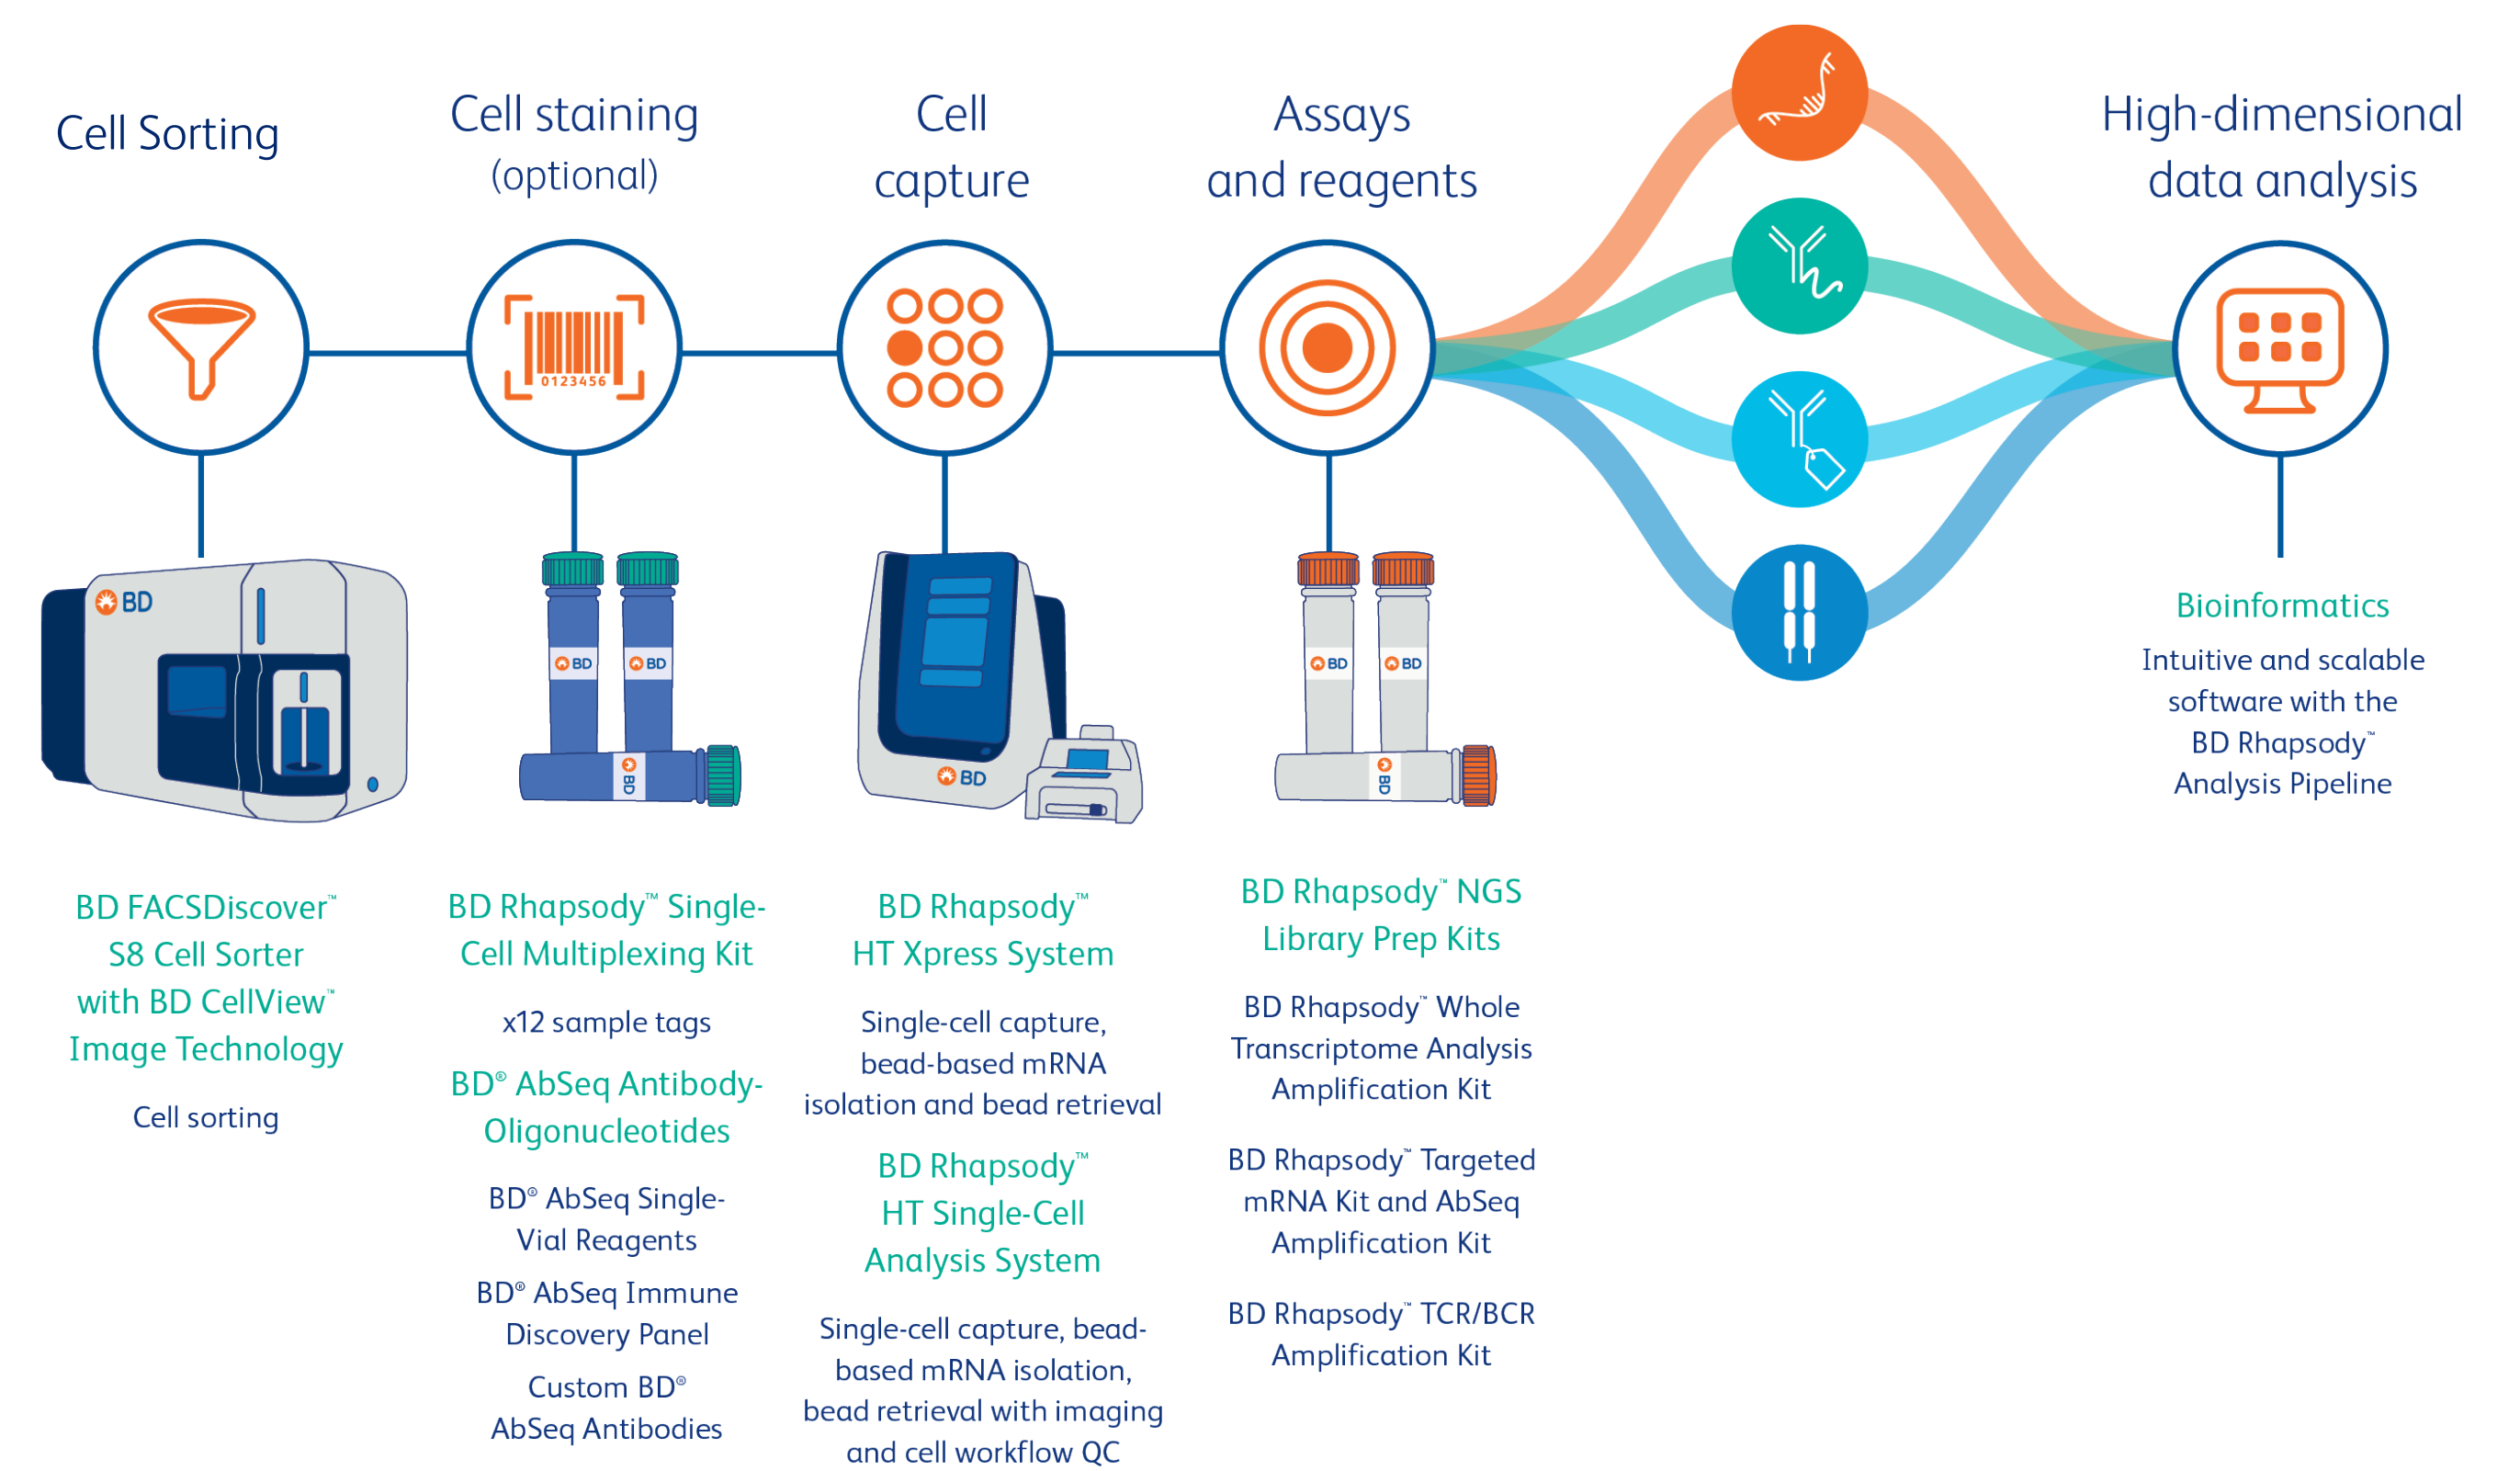 Cell Sorting
Cell staining
(optional)
Cell
capture
Assays
and reagents
High-dimensional
data analysis
0123456
BD
BD
BD
BD
BD
BD
BD
BD
Bioinformatics
Intuitive and scalable
software with the
BD Rhapsody™
Analysis Pipeline
BD FACSDiscover™
S8 Cell Sorter
with BD CellView™
Image Technology
Cell sorting
BD Rhapsody™ Single-
Cell Multiplexing Kit
x12 sample tags
BD® AbSeq Antibody-
Oligonucleotides
BD® AbSeq Single-
Vial Reagents
BD® AbSeq Immune
Discovery Panel
Custom BD®
AbSeq Antibodies
BD Rhapsody™
HT Xpress System
Single-cell capture,
bead-based mRNA
isolation and bead retrieval
BD Rhapsody™
HT Single-Cell
Analysis System
Single-cell capture, bead-
based mRNA isolation,
bead retrieval with imaging
and cell workflow QC
BD Rhapsody™ NGS
Library Prep Kits
BD Rhapsody™ Whole
Transcriptome Analysis
Amplification Kit
BD Rhapsody™ Targeted
mRNA Kit and AbSeq
Amplification Kit
BD Rhapsody™ TCR/BCR
Amplification Kit